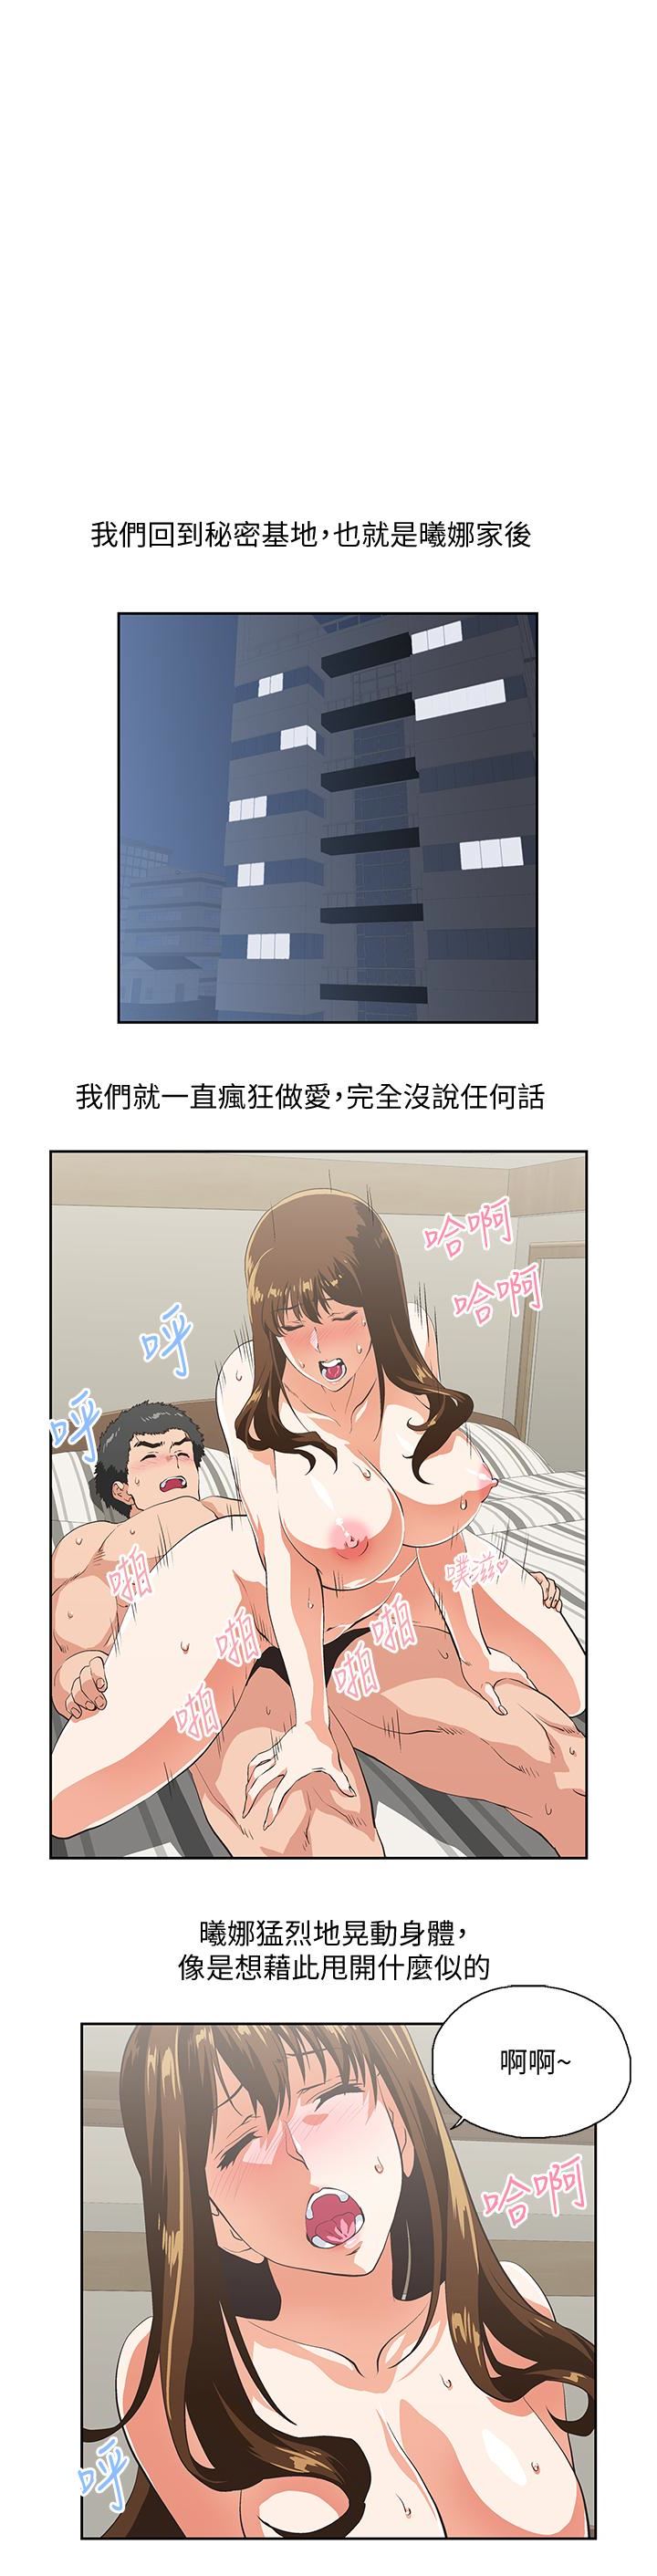 我們回到秘密基地，也就是曦娜家後
我們就一直瘋狂做愛，完全沒說任何話
哈啊
哈啊
呼
呼
啪
噗滋♡
啪
啪
啪
啪
曦娜猛烈地晃動身體，
像是想藉此甩開什麼似的
啊啊~
哈啊
呼